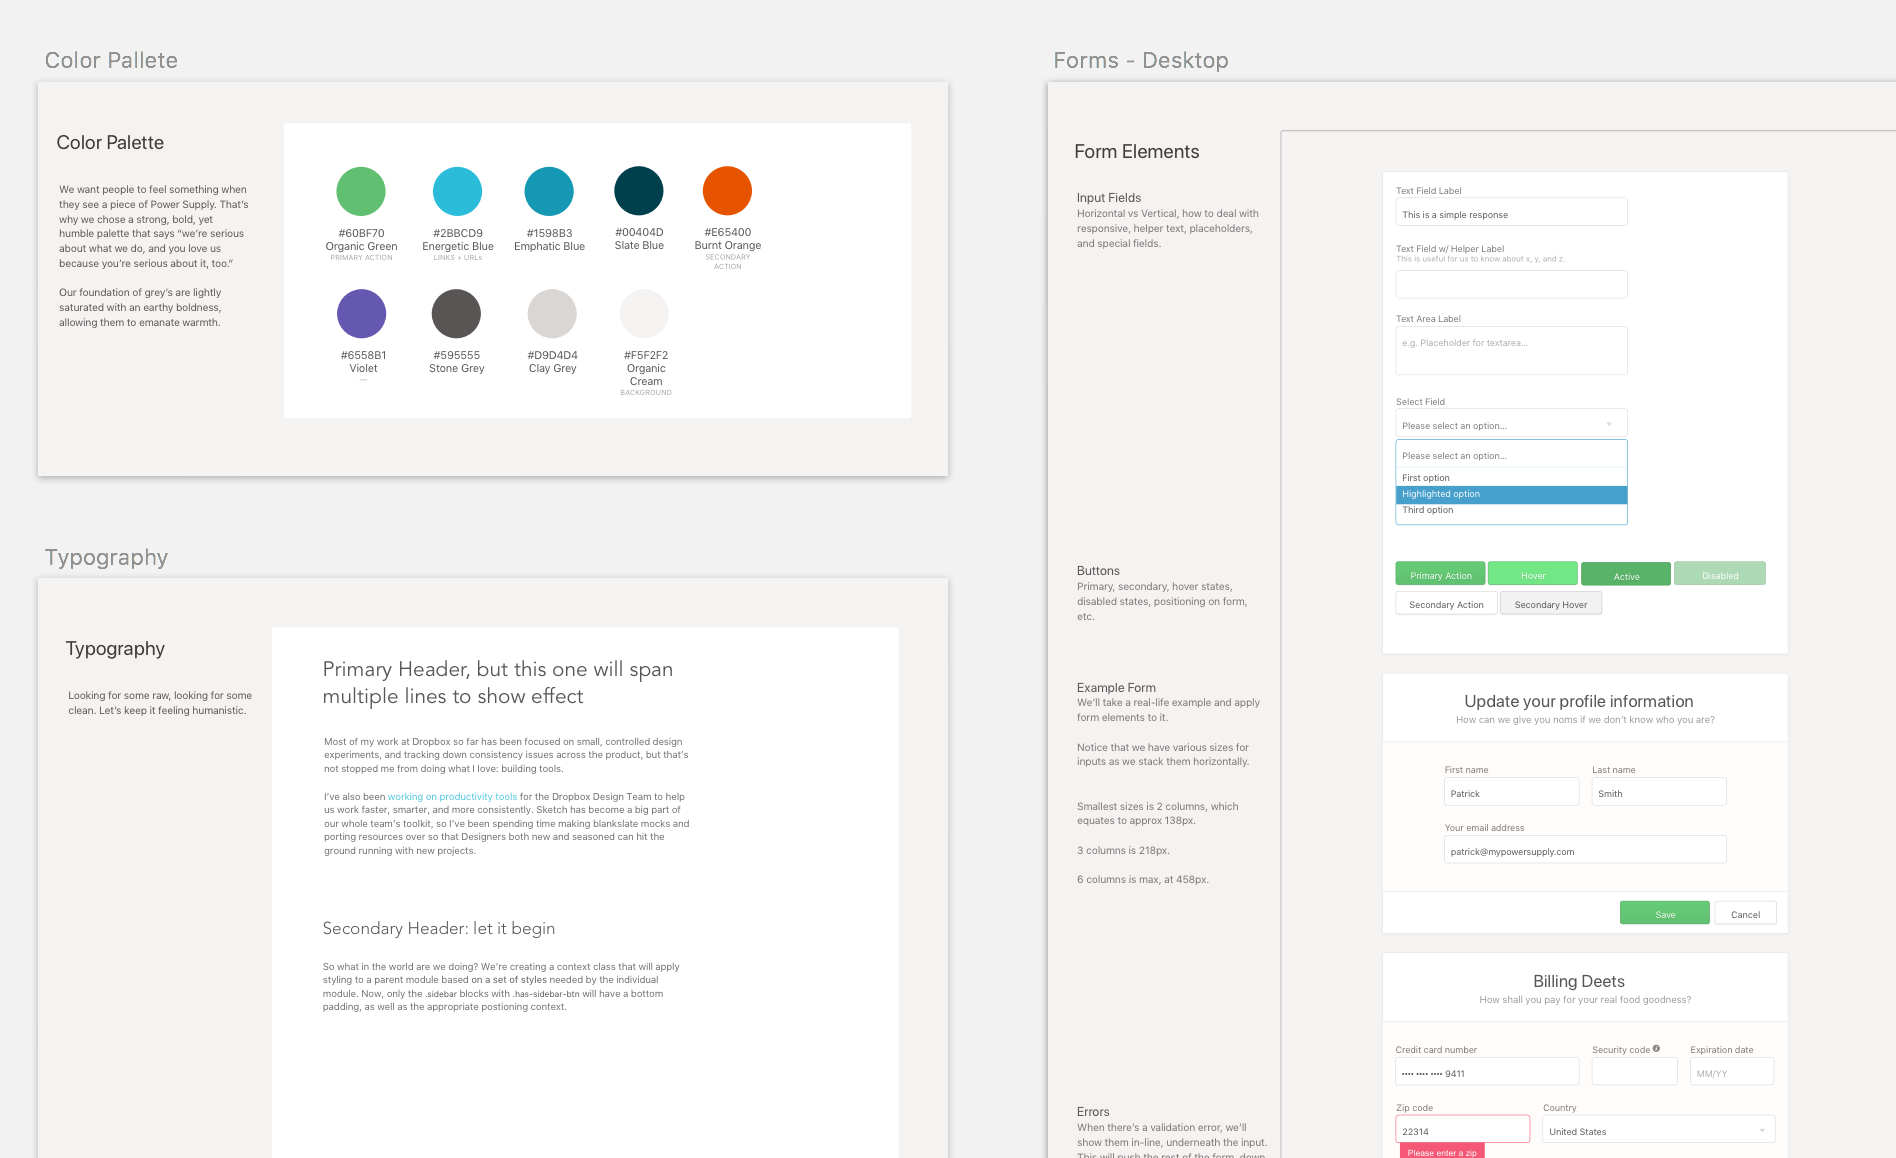 Color Pallete
Color Palette
We want people to feel something when
they see a piece of Power Supply. That's
why we chose a strong, bold, yet
humble palette that says “we're serious
about what we do, and you love us
because you're serious about it, too.”
Our foundation of grey's are lightly
saturated with an earthy boldness,
allowing them to emanate warmth.
#60BF70
Organic Green
PRIMARY ACTION
#2BBCD9
Energetic Blue
LINKS + URLs
#1598B3
Emphatic Blue
#00404D
Slate Blue
#E65400
Burnt Orange
SECONDARY
ACTION
#6558B1
Violet
—
#595555
Stone Grey
#D9D4D4
Clay Grey
#F5F2F2
Organic
Cream
BACKGROUND
Typography
Typography
Looking for some raw, looking for some
clean. Let's keep it feeling humanistic.
Primary Header, but this one will span
multiple lines to show effect
Most of my work at Dropbox so far has been focused on small, controlled design
experiments, and tracking down consistency issues across the product, but that's
not stopped me from doing what I love: building tools.
I've also been working on productivity tools for the Dropbox Design Team to help
us work faster, smarter, and more consistently. Sketch has become a big part of
our whole team's toolkit, so I've been spending time making blankslate mocks and
porting resources over so that Designers both new and seasoned can hit the
ground running with new projects.
Secondary Header: let it begin
So what in the world are we doing? We're creating a context class that will apply
styling to a parent module based on a set of styles needed by the individual
module. Now, only the .sidebar blocks with .has-sidebar-btn will have a bottom
padding, as well as the appropriate postioning context.
Forms - Desktop
Form Elements
Input Fields
Horizontal vs Vertical, how to deal with
responsive, helper text, placeholders,
and special fields.
Text Field Label
This is a simple response
Text Field w/ Helper Label
This is useful for us to know about x, y, and z.
Text Area Label
e.g. Placeholder for textarea...
Select Field
Please select an option...
Please select an option...
First option
Highlighted option
Third option
Buttons
Primary, secondary, hover states,
disabled states, positioning on form,
etc.
Primary Action
Hover
Active
Disabled
Secondary Action
Secondary Hover
Example Form
We'll take a real-life example and apply
form elements to it.
Notice that we have various sizes for
inputs as we stack them horizontally.
Smallest sizes is 2 columns, which
equates to approx 138px.
3 columns is 218px.
6 columns is max, at 458px.
Update your profile information
How can we give you noms if we don't know who you are?
First name
Last name
Patrick
Smith
Your email address
patrick@mypowersupply.com
Save
Cancel
Billing Deets
How shall you pay for your real food goodness?
Credit card number
Security code
Expiration date
•••• •••• •••• 9411
MM/YY
Zip code
Country
22314
United States
Please enter a zip
Errors
When there's a validation error, we'll
show them in-line, underneath the input.
This will push the rest of the form, down